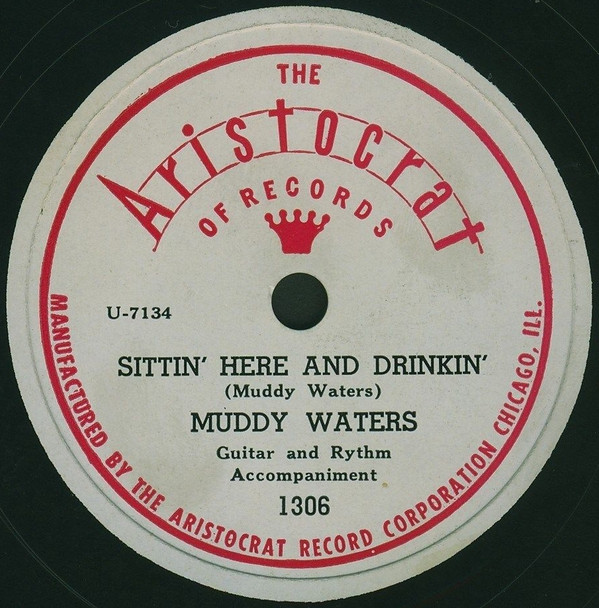 THE
Aristocrat
OF RECORDS
U-7134
SITTIN' HERE AND DRINKIN'
(Muddy Waters)
MUDDY WATERS
Guitar and Rythm
Accompaniment
1306
MANUFACTURED BY THE ARISTOCRAT RECORD CORPORATION CHICAGO, ILL.